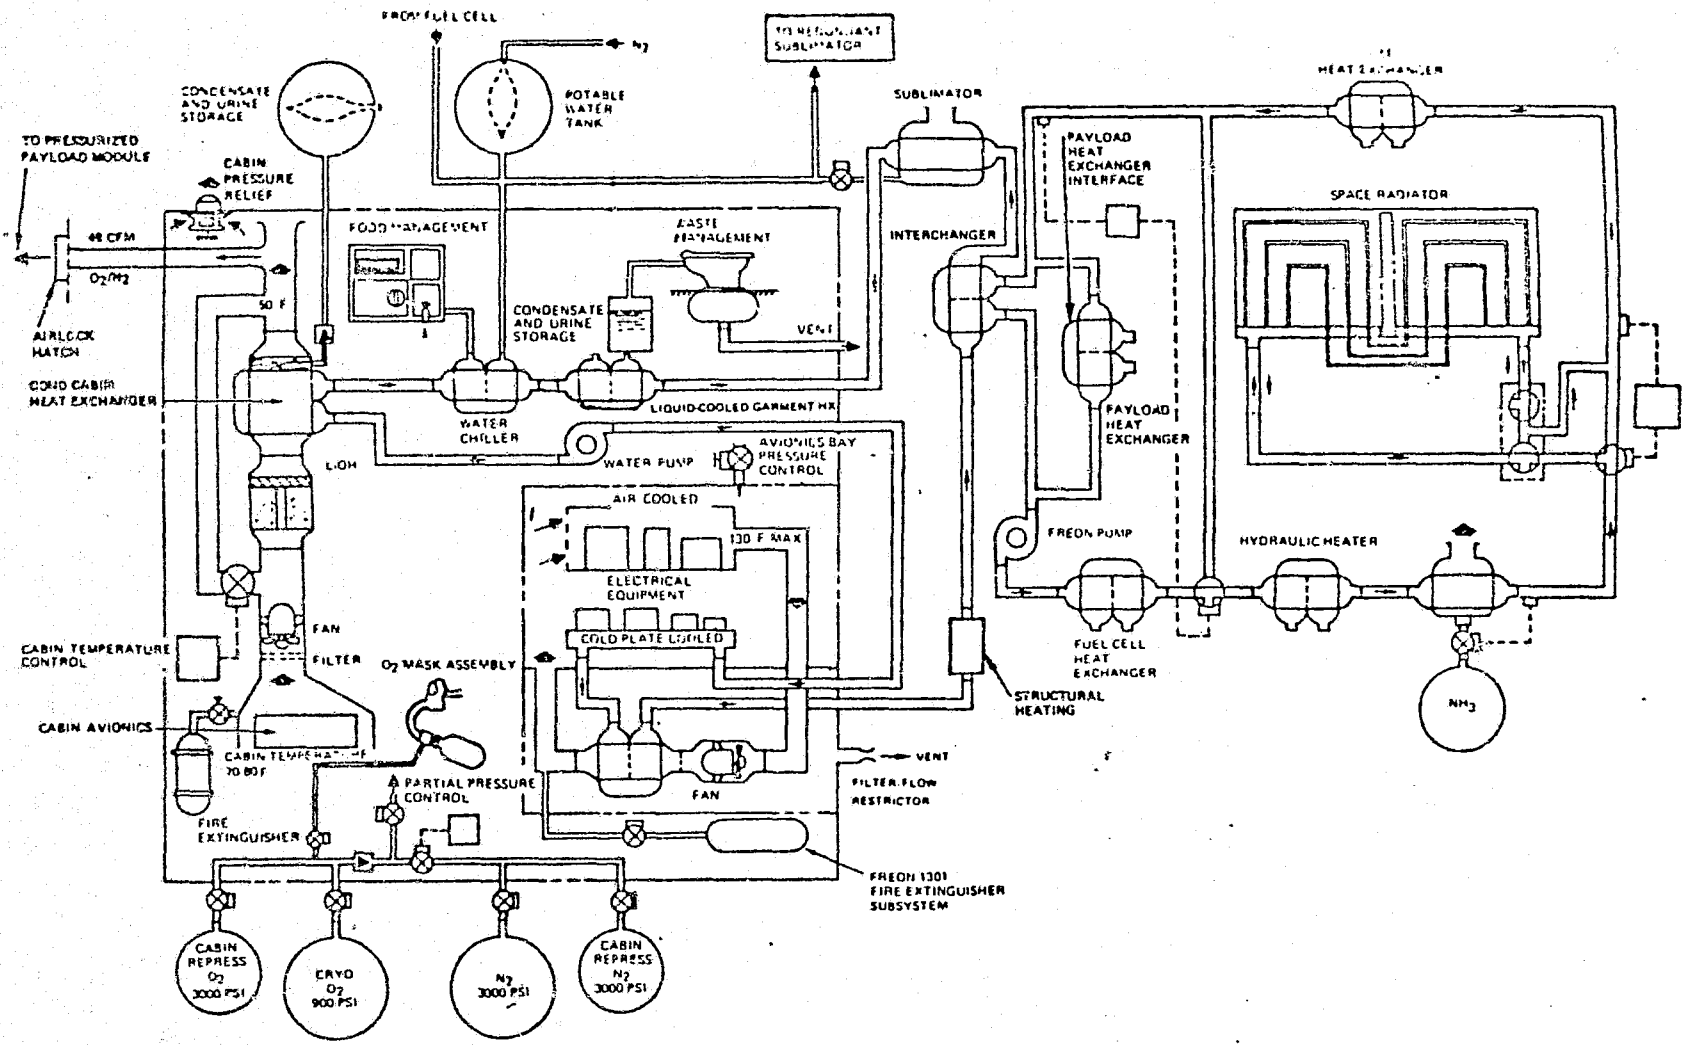 FROM FUEL CELL
N2
TO REDUNDANT
SUBLIMATOR
HEAT EXCHANGER
CONDENSATE
AND URINE
STORAGE
POTABLE
WATER
TANK
SUBLIMATOR
TO PRESSURIZED
PAYLOAD MODULE
CABIN
PRESSURE
RELIEF
PAYLOAD
HEAT
EXCHANGER
INTERFACE
SPACE RADIATOR
48 CFM
O2/N2
FOOD MANAGEMENT
WASTE
MANAGEMENT
INTERCHANGER
50 F
CONDENSATE
AND URINE
STORAGE
VENT
AIRLOCK
HATCH
COND CABIN
HEAT EXCHANGER
LIQUID-COOLED GARMENT HX
WATER
CHILLER
PAYLOAD
HEAT
EXCHANGER
LIOH
WATER PUMP
AVIONICS BAY
PRESSURE
CONTROL
AIR COOLED
130 F MAX
FREON PUMP
HYDRAULIC HEATER
ELECTRICAL
EQUIPMENT
FAN
COLD PLATE COOLED
FUEL CELL
HEAT
EXCHANGER
CABIN TEMPERATURE
CONTROL
FILTER
O2 MASK ASSEMBLY
STRUCTURAL
HEATING
NH3
CABIN AVIONICS
CABIN TEMPERATURE
70-80 F
PARTIAL PRESSURE
CONTROL
FAN
VENT
FILTER-FLOW
RESTRICTOR
FIRE
EXTINGUISHER
FREON 1301
FIRE EXTINGUISHER
SUBSYSTEM
CABIN
REPRESS
O2
3000 PSI
CRYO
O2
900 PSI
N2
3000 PSI
CABIN
REPRESS
N2
3000 PSI